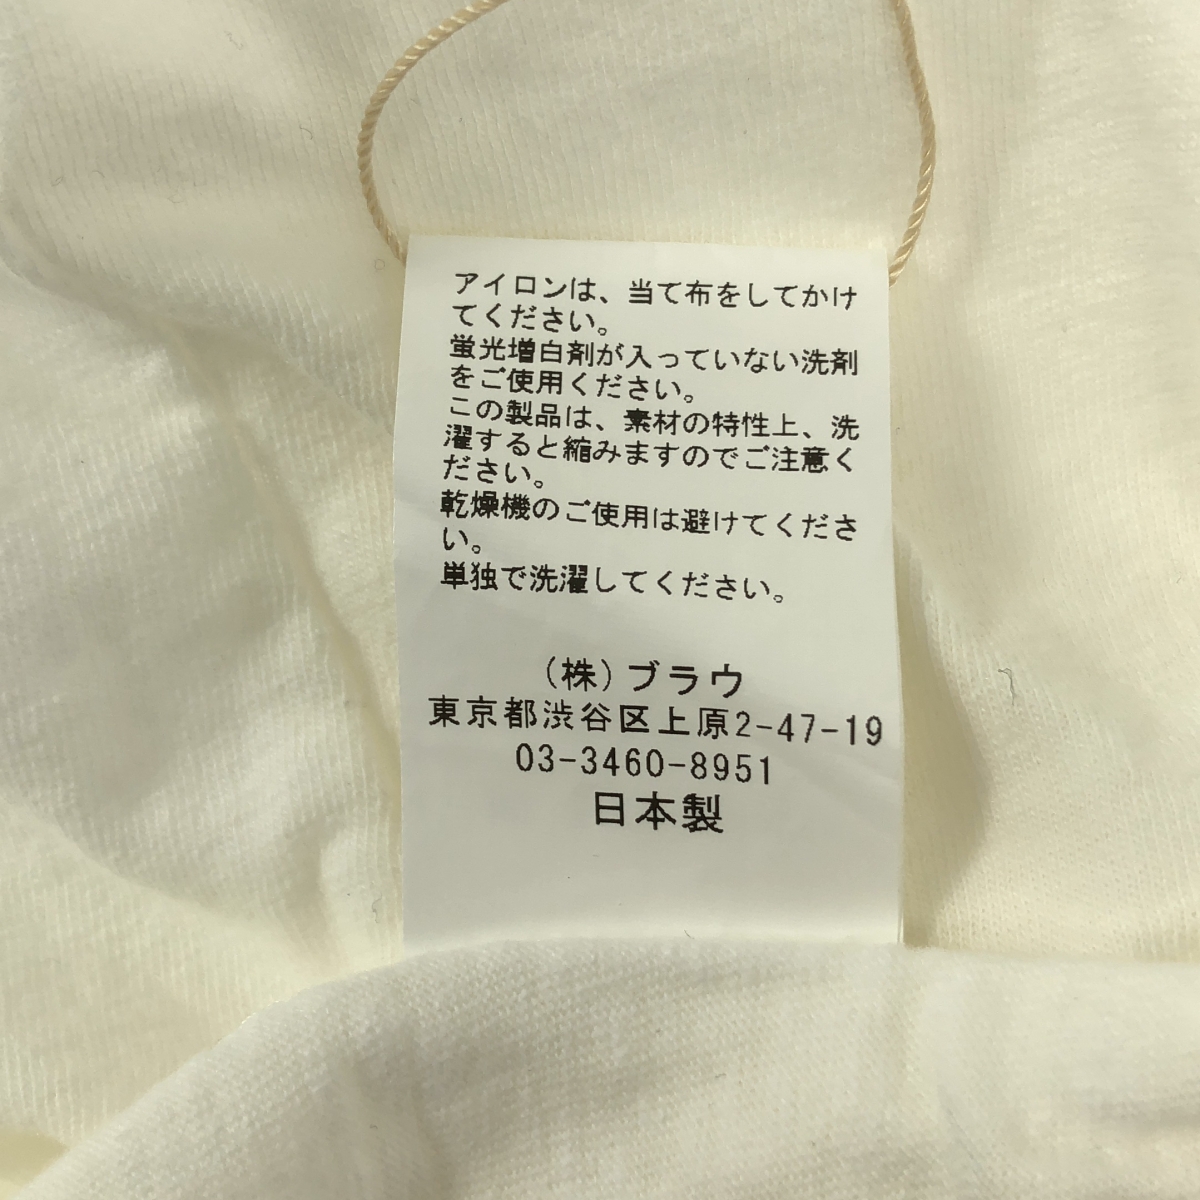 アイロンは、当て布をしてかけ
てください。
蛍光増白剤が入っていない洗剤
をご使用ください。
この製品は、素材の特性上、洗
濯すると縮みますのでご注意く
ださい。
乾燥機のご使用は避けてくださ
い。
単独で洗濯してください。
(株)ブラウ
東京都渋谷区上原2-47-19
03-3460-8951
日本製